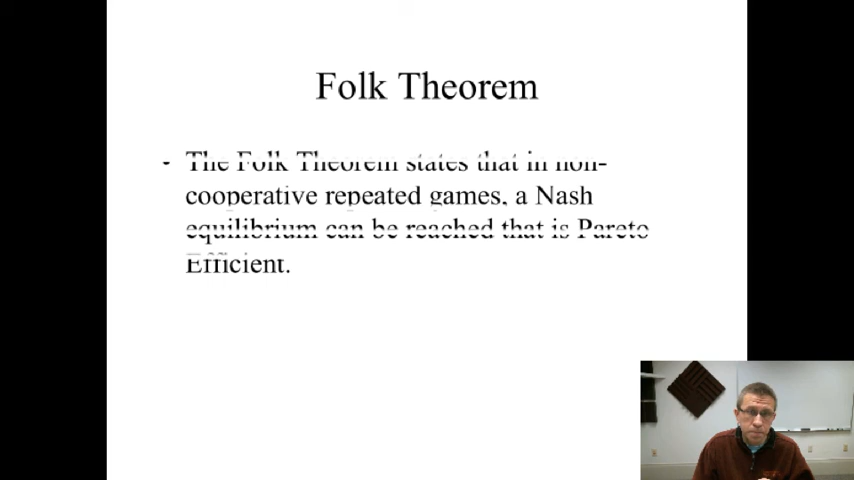 Folk Theorem
• The Folk Theorem states that in non-
cooperative repeated games, a Nash
equilibrium can be reached that is Pareto
Efficient.